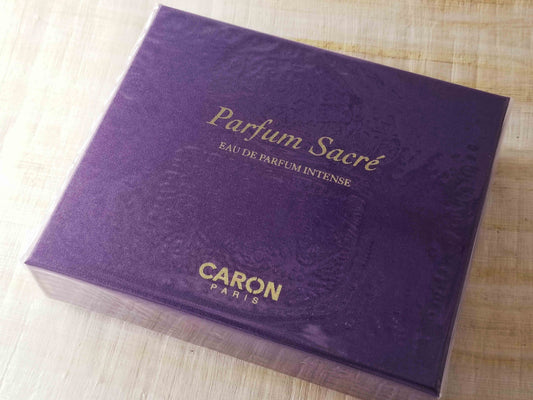 Parfum Sacré
EAU DE PARFUM INTENSE
CARON
PARIS